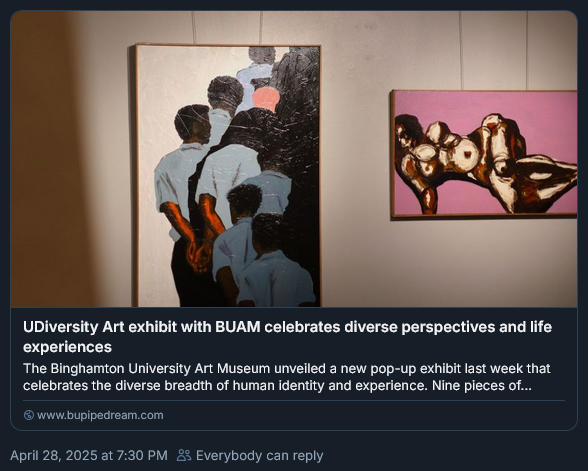 UDiversity Art exhibit with BUAM celebrates diverse perspectives and life
experiences
The Binghamton University Art Museum unveiled a new pop-up exhibit last week that
celebrates the diverse breadth of human identity and experience. Nine pieces of...
www.bupipedream.com
April 28, 2025 at 7:30 PM Everybody can reply